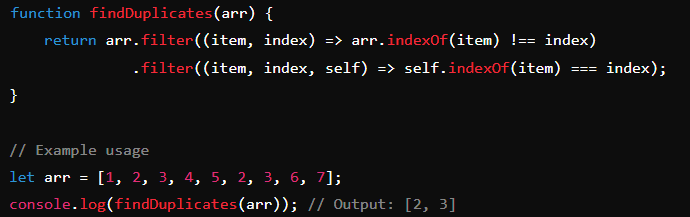 function findDuplicates(arr) {
    return arr.filter((item, index) => arr.indexOf(item) !== index)
              .filter((item, index, self) => self.indexOf(item) === index);
}

// Example usage
let arr = [1, 2, 3, 4, 5, 2, 3, 6, 7];
console.log(findDuplicates(arr)); // Output: [2, 3]